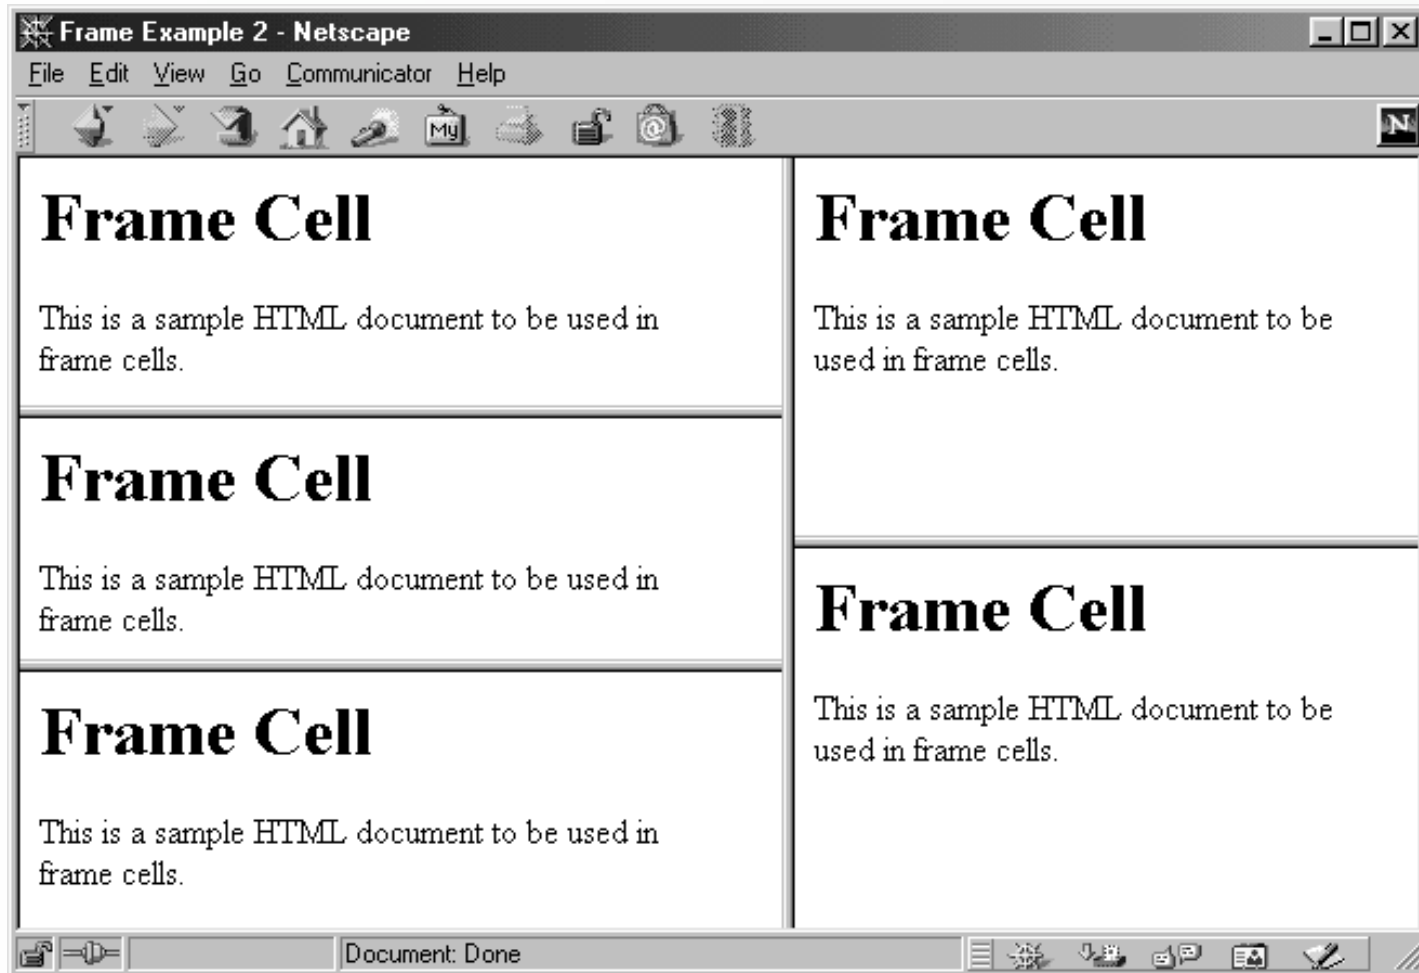 Frame Example 2 - Netscape
File Edit View Go Communicator Help
My
N
Frame Cell
This is a sample HTML document to be used in
frame cells.
Frame Cell
This is a sample HTML document to be used in
frame cells.
Frame Cell
This is a sample HTML document to be used in
frame cells.
Frame Cell
This is a sample HTML document to be
used in frame cells.
Frame Cell
This is a sample HTML document to be
used in frame cells.
Document: Done